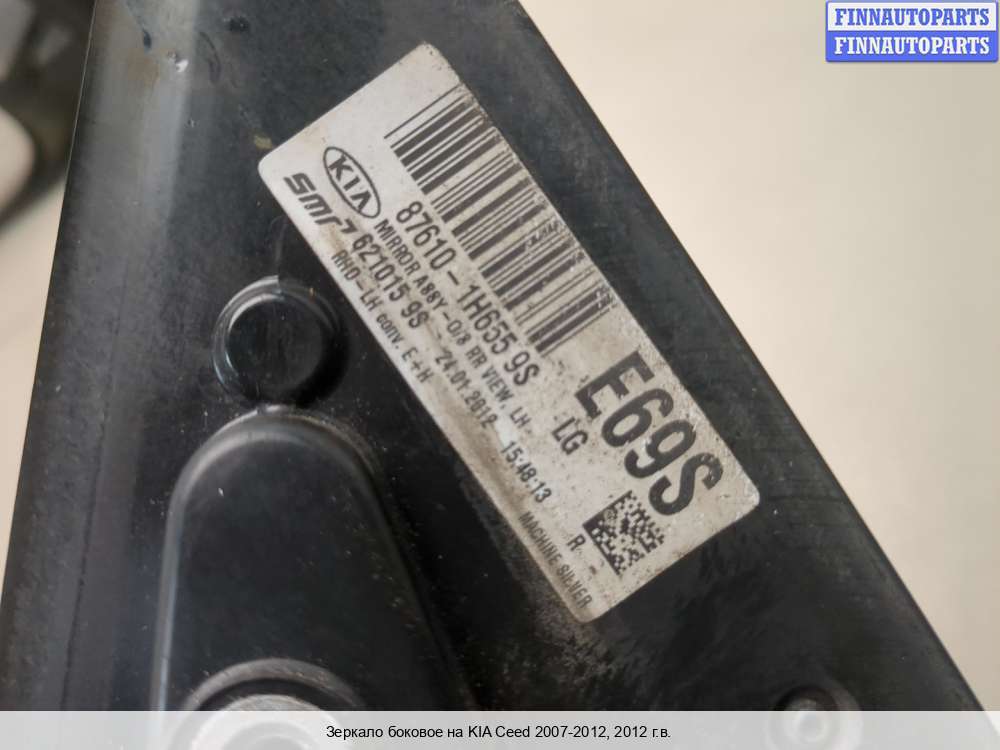 FINNAUTOPARTS
FINNAUTOPARTS
KIA
87610-1H655 9S LG
MIRROR ASSY-O/S RR VIEW, LH
smr 621015 9S - 24.01.2012 15:48:13 R -
RHD-LH conv. E+H MACHINE SILVER
E69S
Зеркало боковое на KIA Ceed 2007-2012, 2012 г.в.